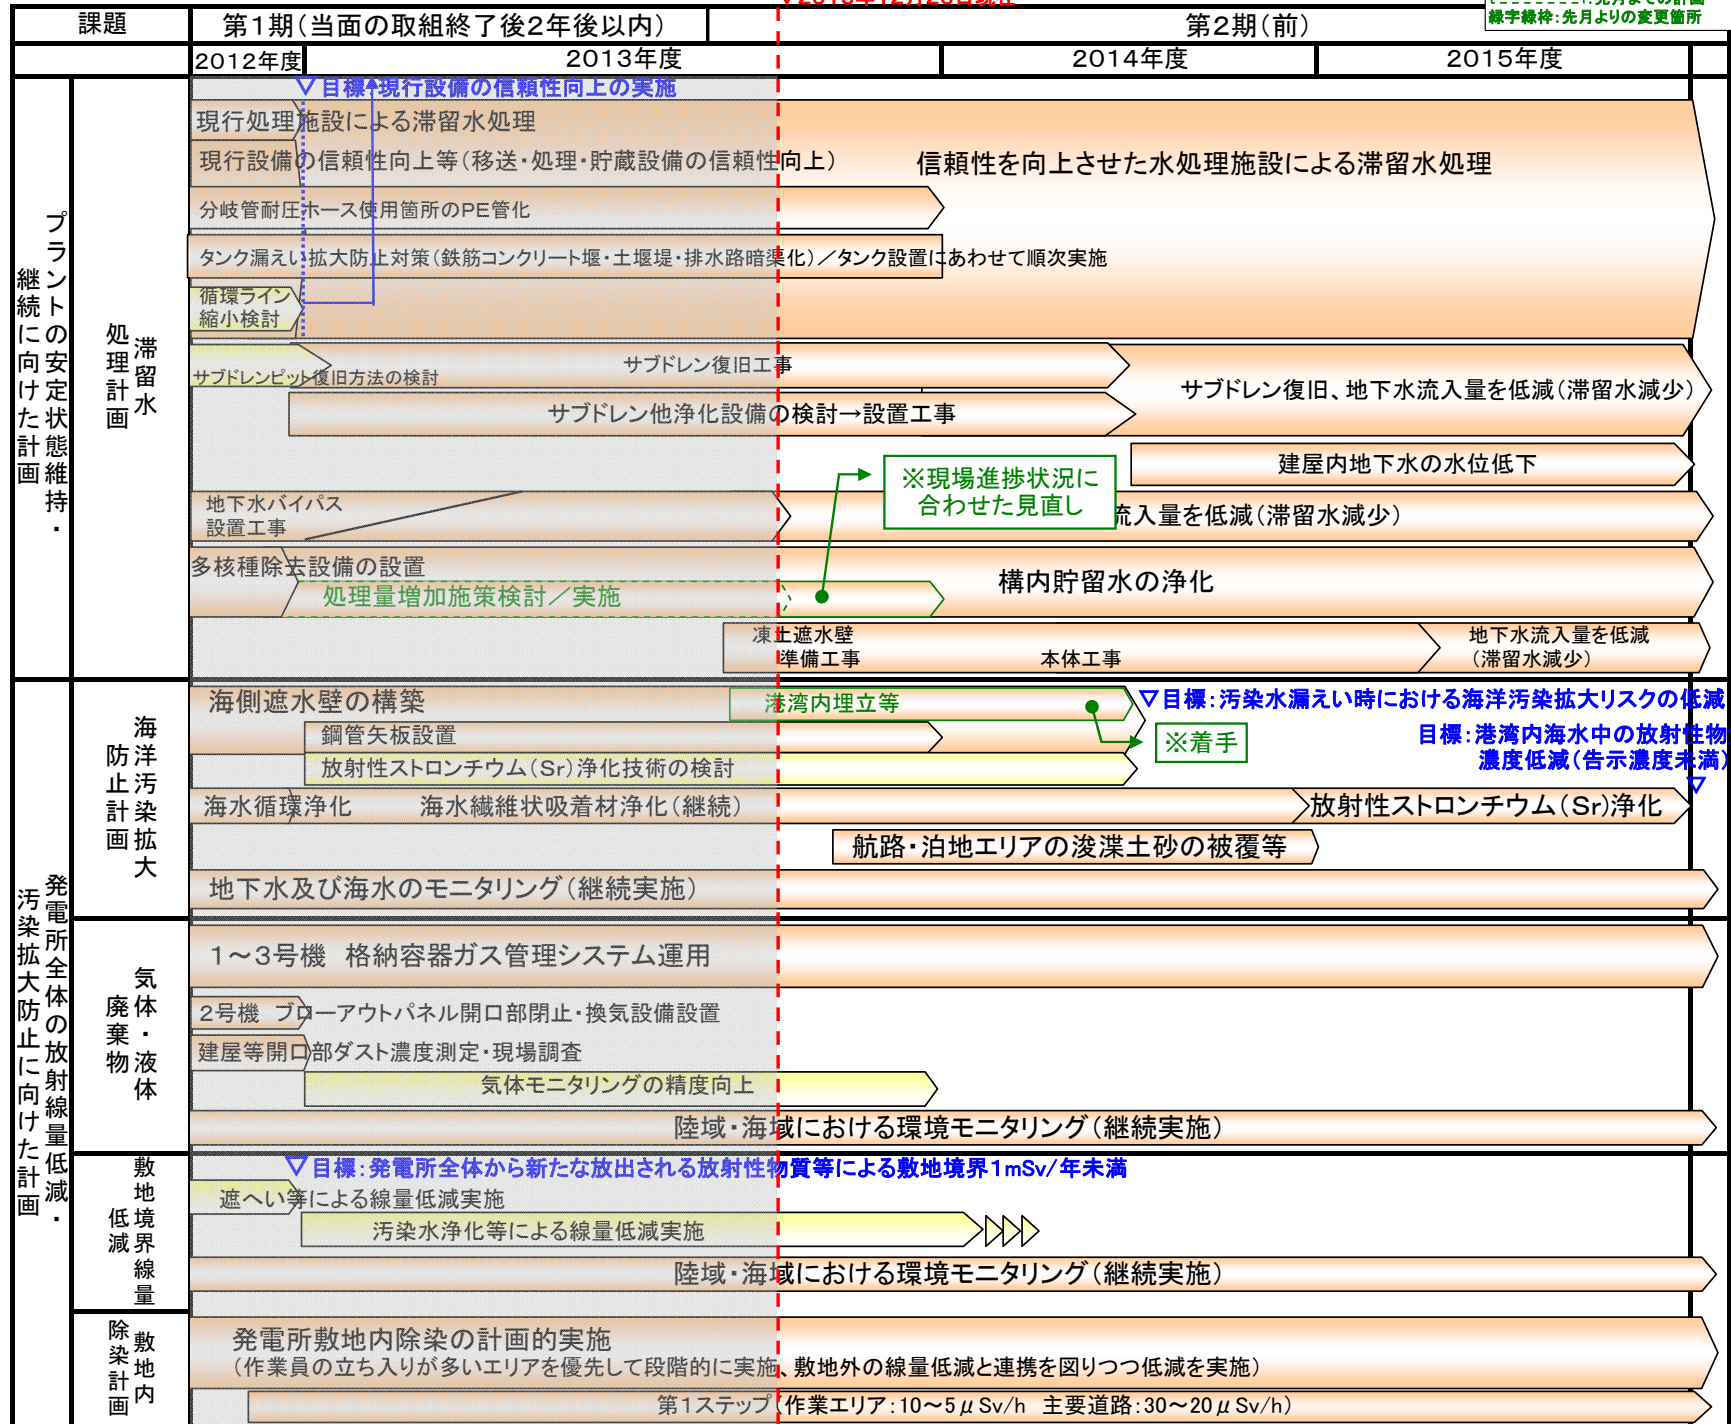 課題
第1期(当面の取組終了後2年後以内)
第2期(前)
緑字緑枠:先月よりの変更箇所
2012年度
2013年度
2014年度
2015年度
プラントの安定状態維持・
継続に向けた計画
滞留水
処理計画
▽目標 現行設備の信頼性向上の実施
現行処理施設による滞留水処理
現行設備の信頼性向上等(移送・処理・貯蔵設備の信頼性向上)
信頼性を向上させた水処理施設による滞留水処理
分岐管耐圧ホース使用箇所のPE管化
タンク漏えい拡大防止対策(鉄筋コンクリート堰・土堰堤・排水路暗渠化)/タンク設置にあわせて順次実施
循環ライン
縮小検討
サブドレンピット復旧方法の検討
サブドレン復旧工事
サブドレン復旧、地下水流入量を低減(滞留水減少)
サブドレン他浄化設備の検討→設置工事
建屋内地下水の水位低下
※現場進捗状況に
合わせた見直し
地下水バイパス
設置工事
流入量を低減(滞留水減少)
多核種除去設備の設置
処理量増加施策検討/実施
構内貯留水の浄化
凍土遮水壁
準備工事
本体工事
地下水流入量を低減
(滞留水減少)
発電所全体の放射線量低減・
汚染拡大防止に向けた計画
海洋汚染拡大
防止計画
海側遮水壁の構築
港湾内埋立等
▽目標:汚染水漏えい時における海洋汚染拡大リスクの低減
鋼管矢板設置
※着手
目標:港湾内海水中の放射性物
濃度低減(告示濃度未満)
▽
放射性ストロンチウム(Sr)浄化技術の検討
海水循環浄化
海水繊維状吸着材浄化(継続)
放射性ストロンチウム(Sr)浄化
航路・泊地エリアの浚渫土砂の被覆等
地下水及び海水のモニタリング(継続実施)
気体・液体
廃棄物
1~3号機 格納容器ガス管理システム運用
2号機 ブローアウトパネル開口部閉止・換気設備設置
建屋等開口部ダスト濃度測定・現場調査
気体モニタリングの精度向上
陸域・海域における環境モニタリング(継続実施)
敷地境界線量
低減
▽目標:発電所全体から新たな放出される放射性物質等による敷地境界1mSv/年未満
遮へい等による線量低減実施
汚染水浄化等による線量低減実施
陸域・海域における環境モニタリング(継続実施)
敷地内
除染計画
発電所敷地内除染の計画的実施
(作業員の立ち入りが多いエリアを優先して段階的に実施、敷地外の線量低減と連携を図りつつ低減を実施)
第1ステップ(作業エリア:10~5μSv/h 主要道路:30~20μSv/h)